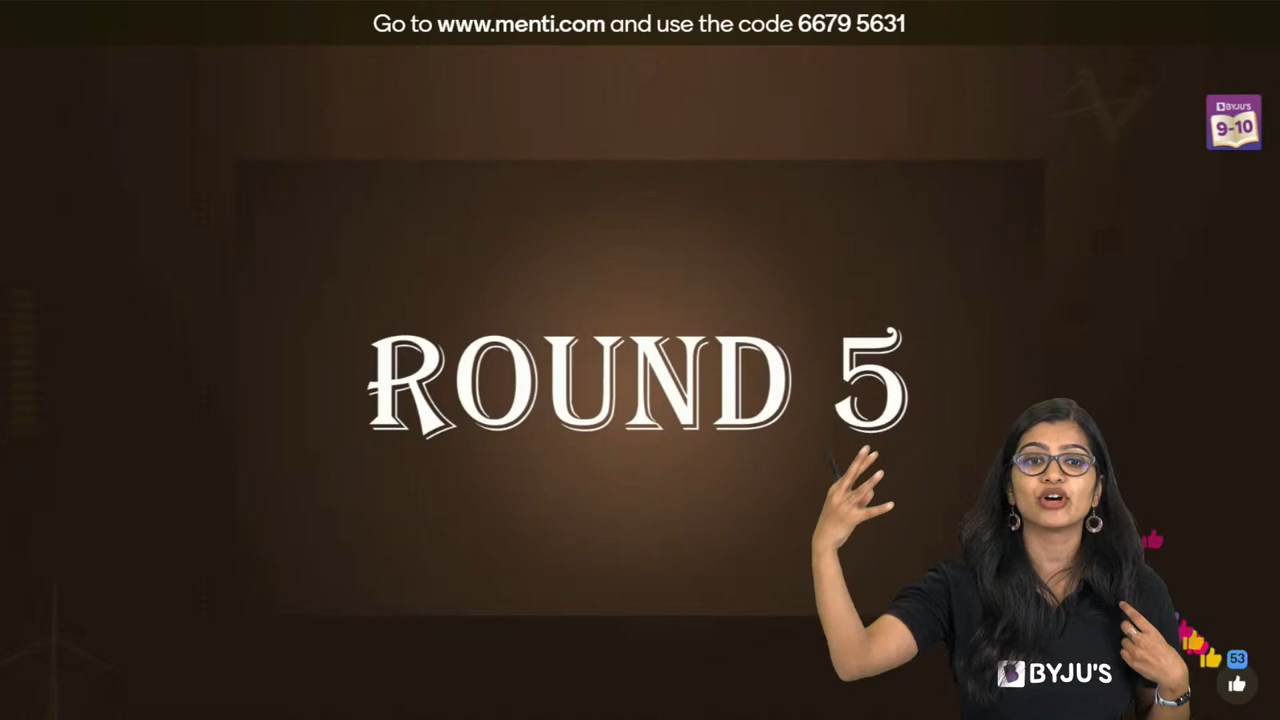 Go to www.menti.com and use the code 6679 5631
BYJU'S
9-10
ROUND 5
BYJU'S
53